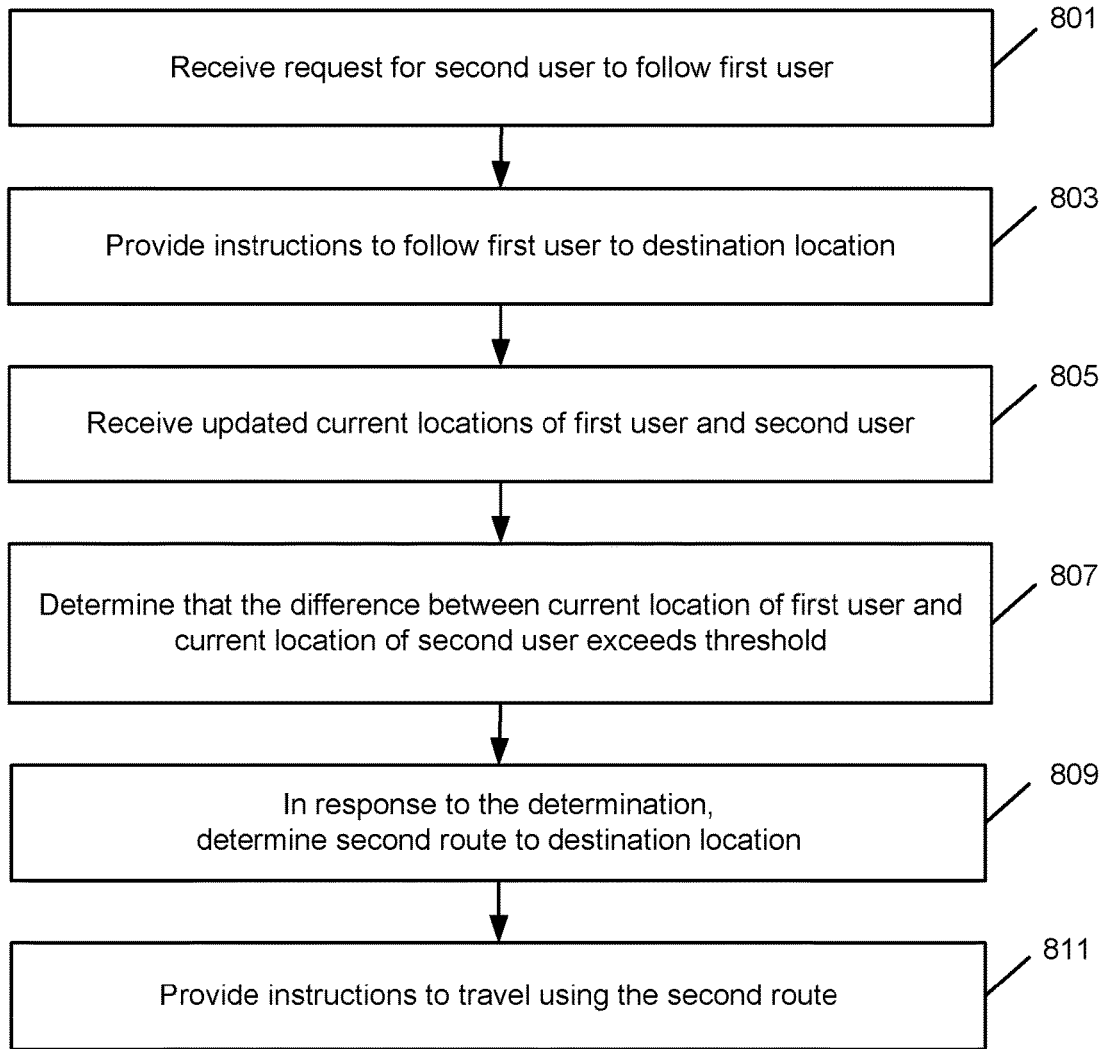 801
Receive request for second user to follow first user
803
Provide instructions to follow first user to destination location
805
Receive updated current locations of first user and second user
807
Determine that the difference between current location of first user and
current location of second user exceeds threshold
809
In response to the determination,
determine second route to destination location
811
Provide instructions to travel using the second route